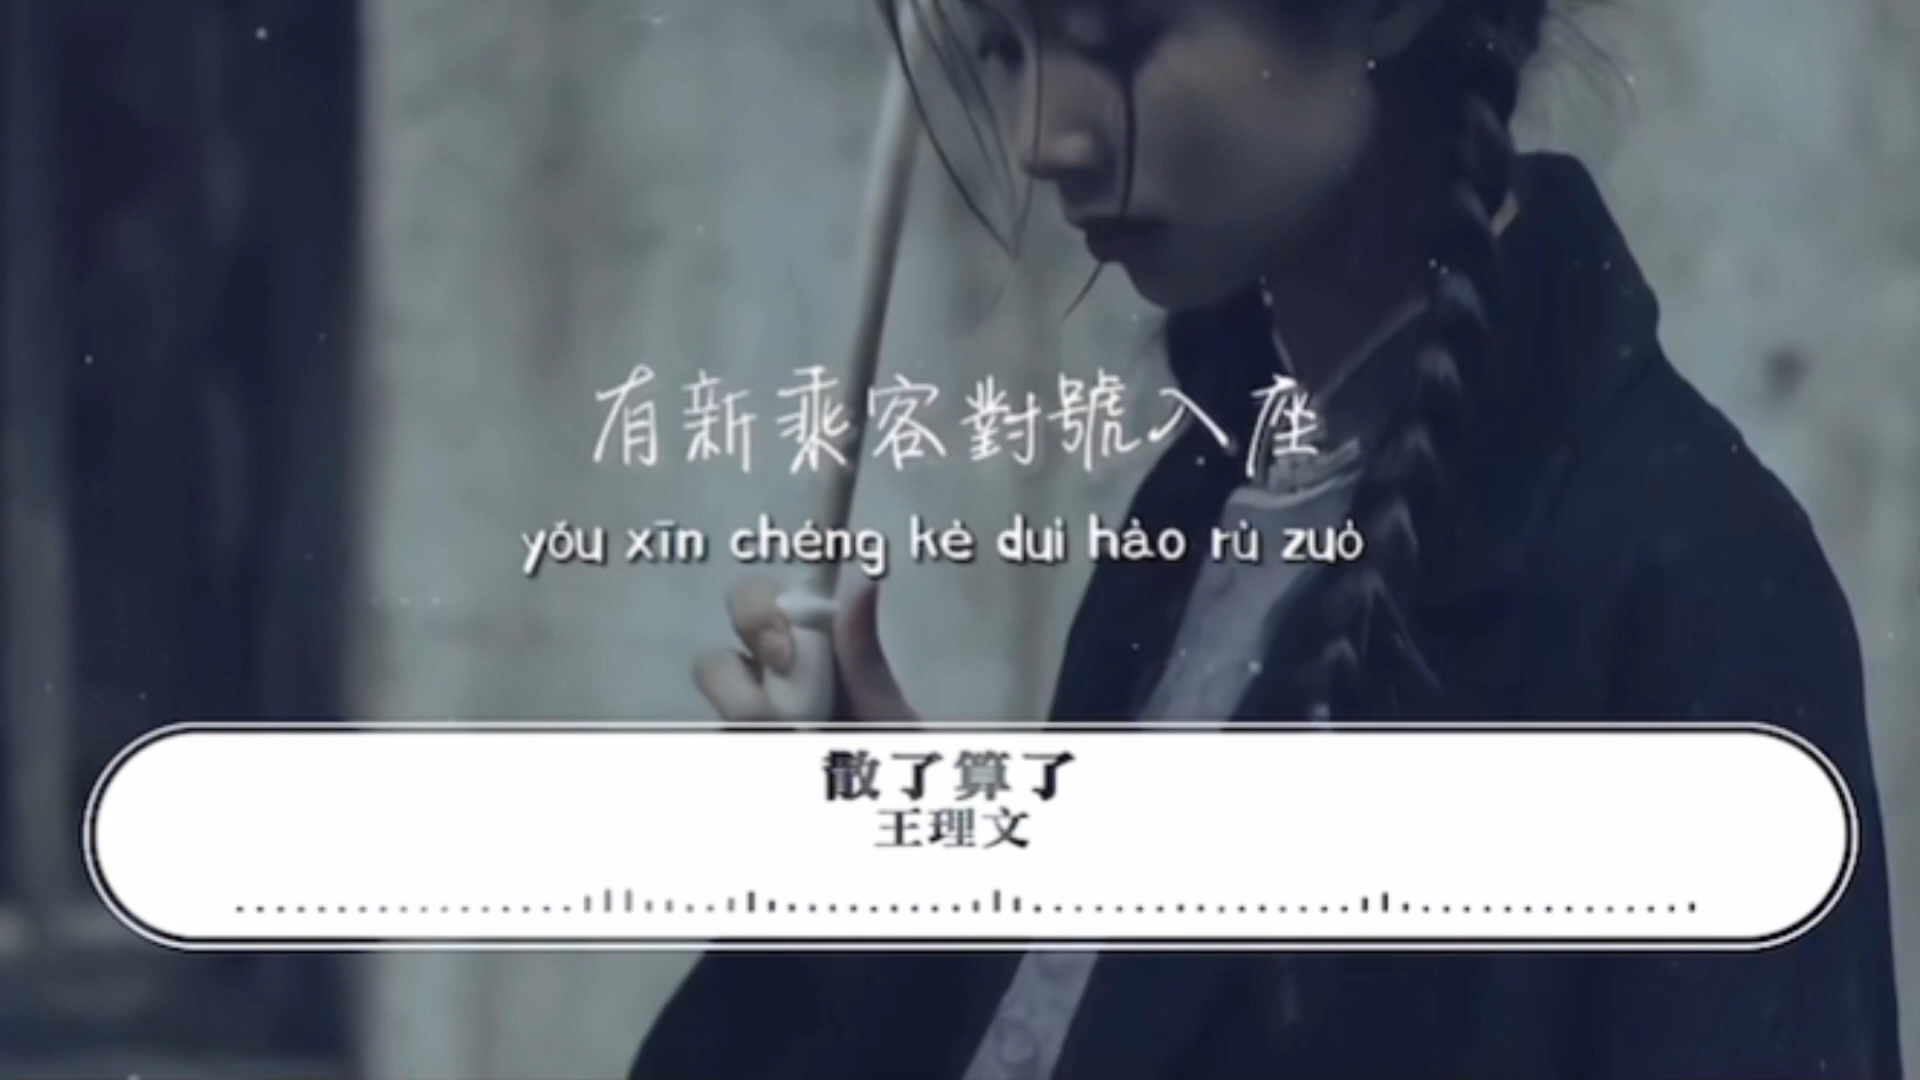 有新乘客對號入座
yǒu xīn chéng kè duì hào rù zuò
散了算了
王理文